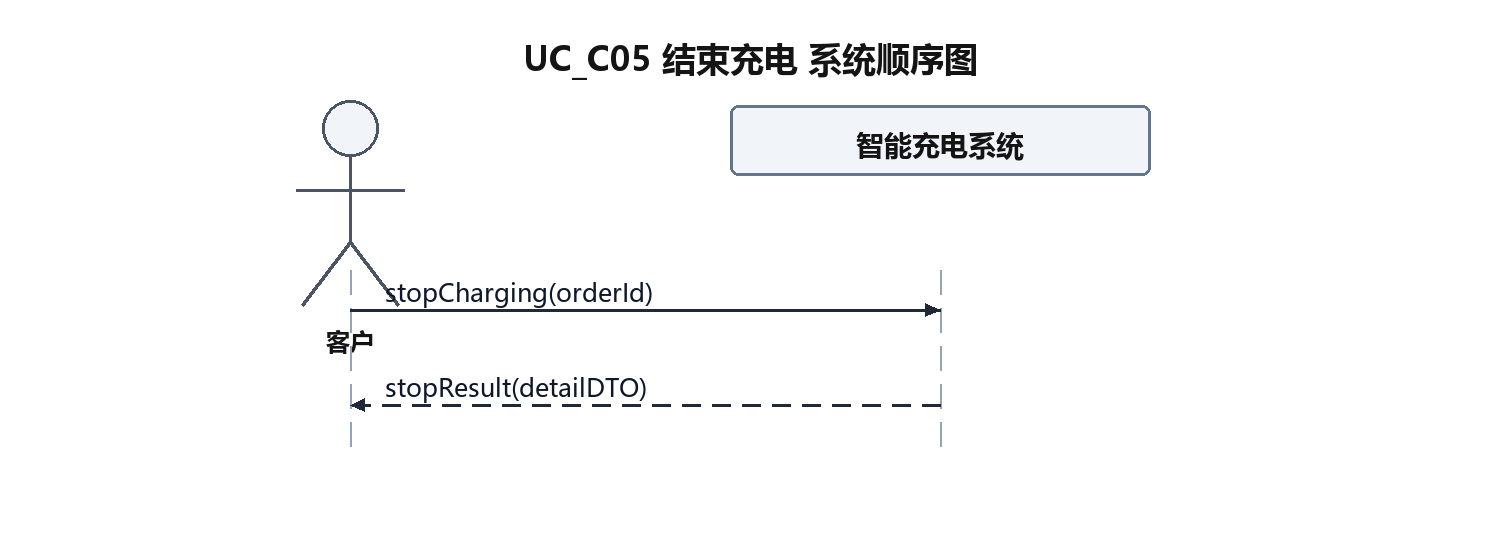 UC_C05 结束充电 系统顺序图
智能充电系统
stopCharging(orderId)
客户
stopResult(detailDTO)